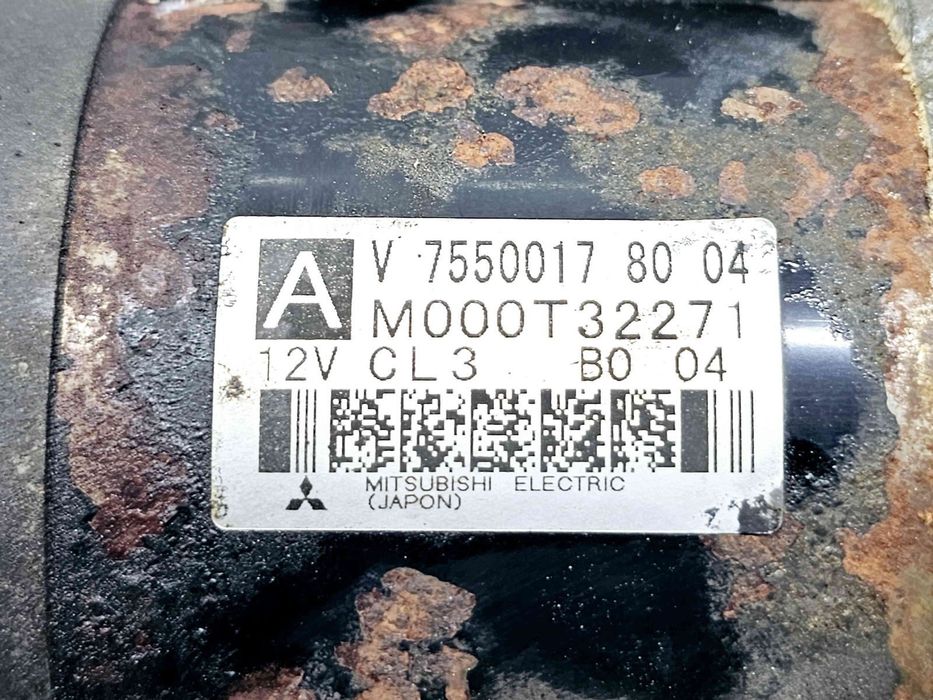 A
V 7550017 80 04
M000T32271
12V CL3 B0 04
MITSUBISHI ELECTRIC
(JAPON)